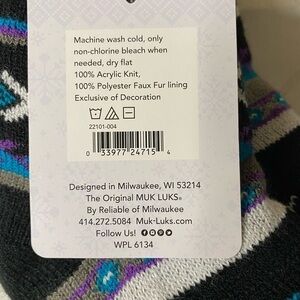 Machine wash cold, only
non-chlorine bleach when
needed, dry flat
100% Acrylic Knit,
100% Polyester Faux Fur lining
Exclusive of Decoration
22101-004
0 33977 24715 4
Designed in Milwaukee, WI 53214
The Original MUK LUKS®
By Reliable of Milwaukee
414.272.5084 Muk-Luks.com
Follow Us!
WPL 6134